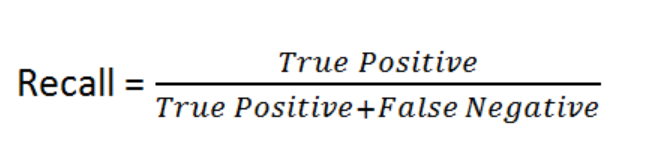 True Positive
Recall =
True Positive+False Negative